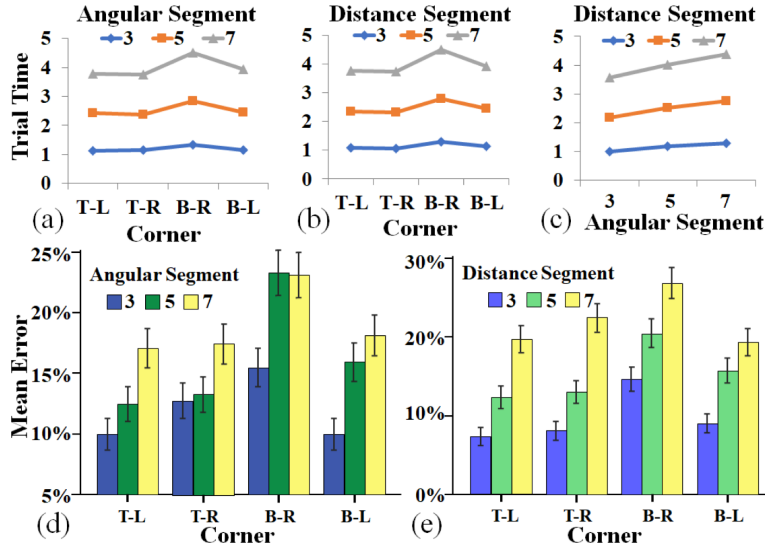 Angular Segment
3 5 7
Trial Time
5
4
3
2
1
0
T-L T-R B-R B-L
(a) Corner
Distance Segment
3 5 7
5
4
3
2
1
0
T-L T-R B-R B-L
(b) Corner
Distance Segment
3 5 7
5
4
3
2
1
0
3 5 7
(c) Angular Segment
Angular Segment
3 5 7
Mean Error
25%
20%
15%
10%
5%
T-L T-R B-R B-L
(d) Corner
Distance Segment
3 5 7
30%
20%
10%
0%
T-L T-R B-R B-L
(e) Corner